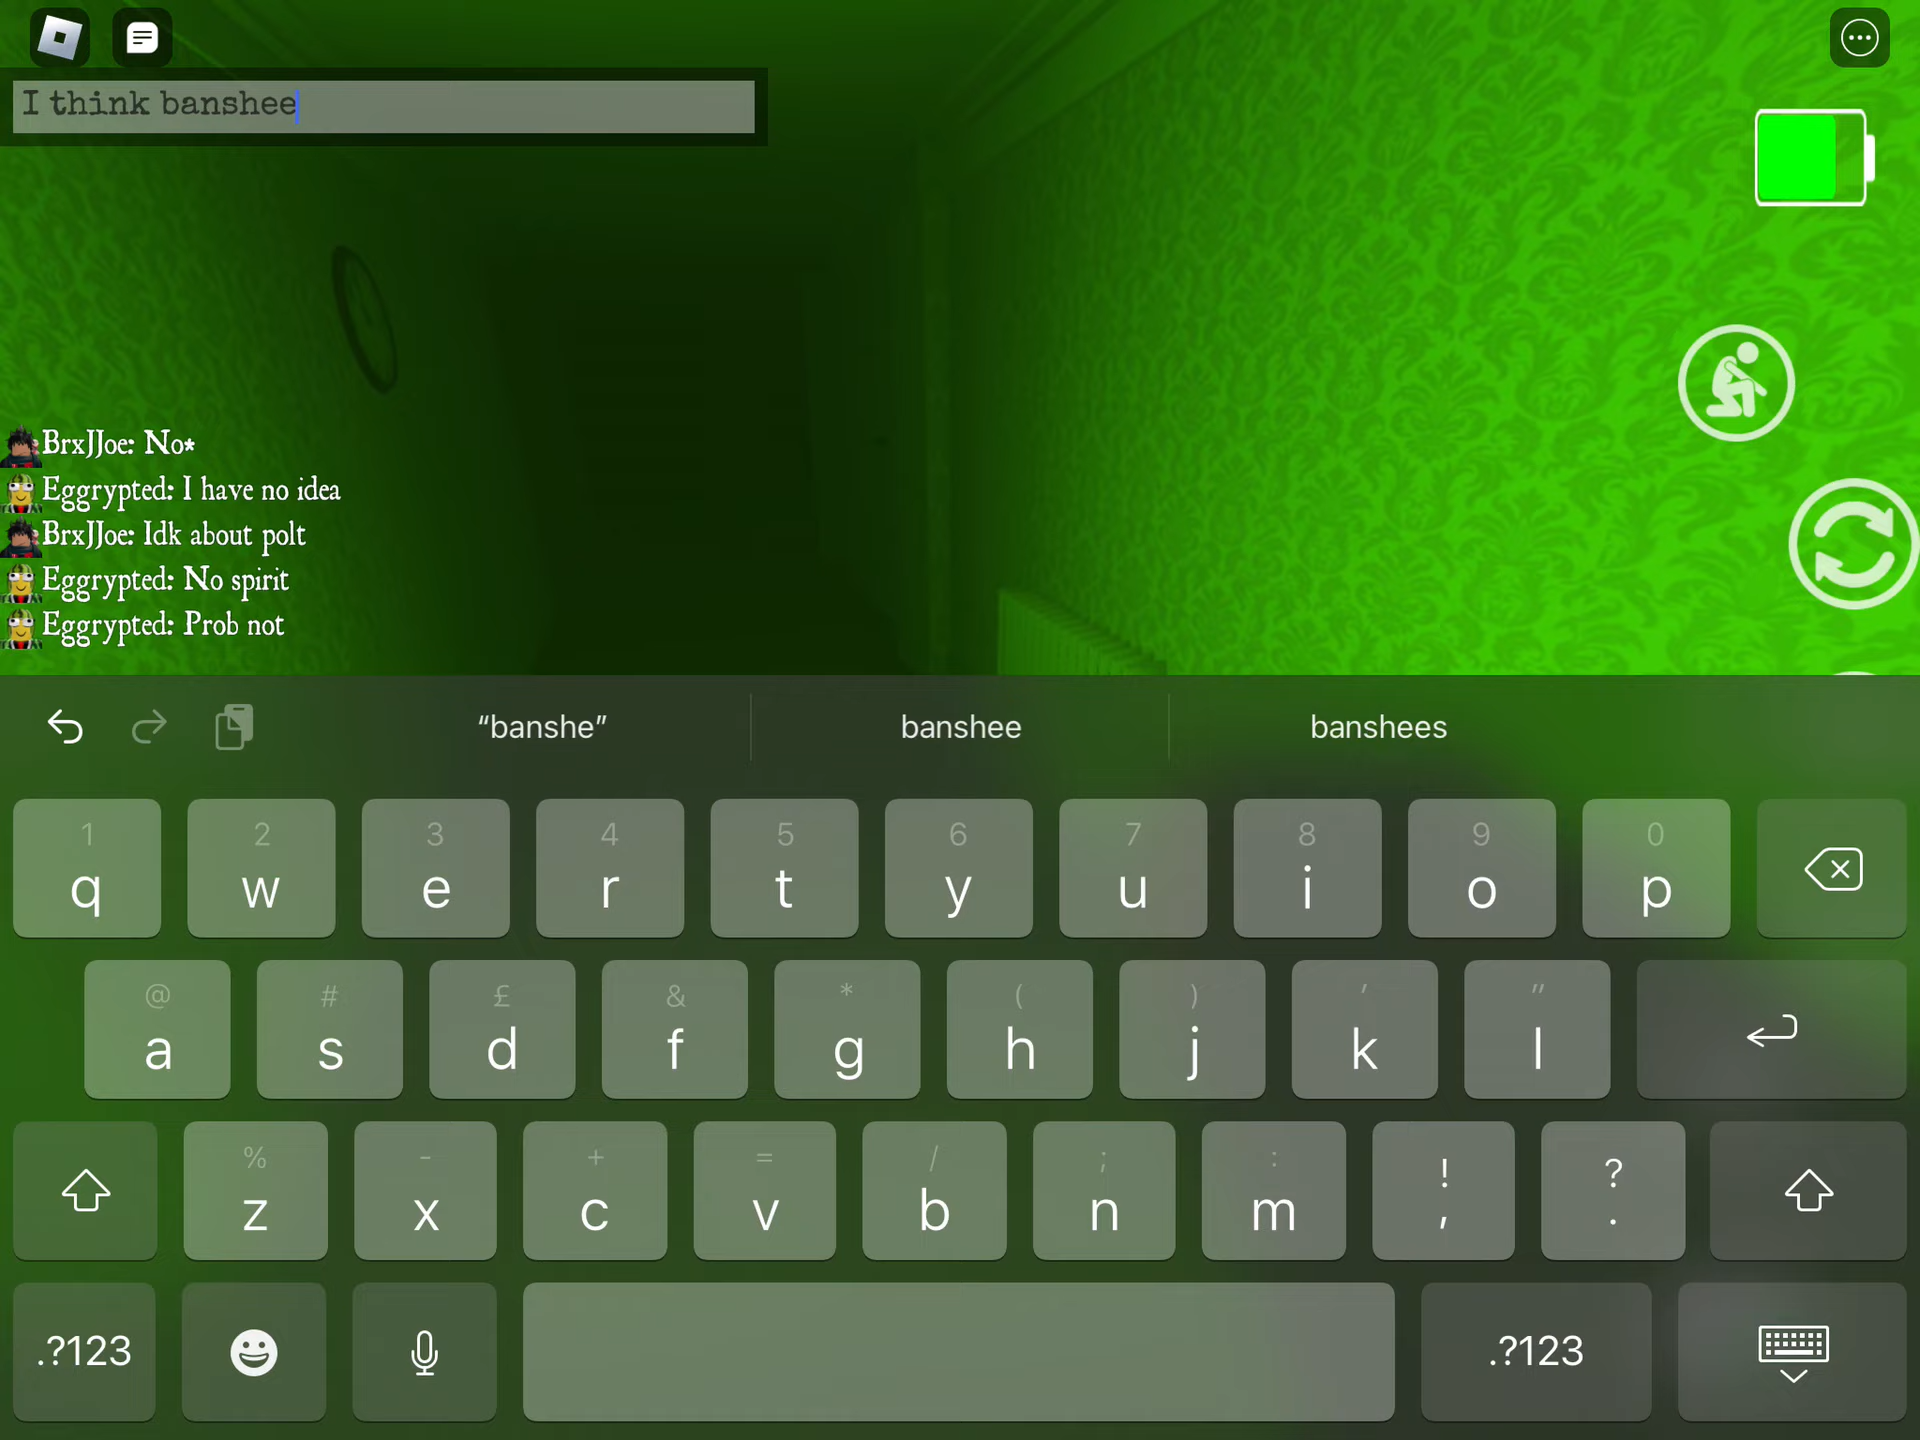 I think banshee
BrxJJoe: No*
Eggrypted: I have no idea
BrxJJoe: Idk about polt
Eggrypted: No spirit
Eggrypted: Prob not
“banshe” banshee banshees
1 2 3 4 5 6 7 8 9 0
q w e r t y u i o p
@ # £ & * ( ) ' "
a s d f g h j k l
% - + = / ; : ! ?
z x c v b n m , .
.?123 .?123